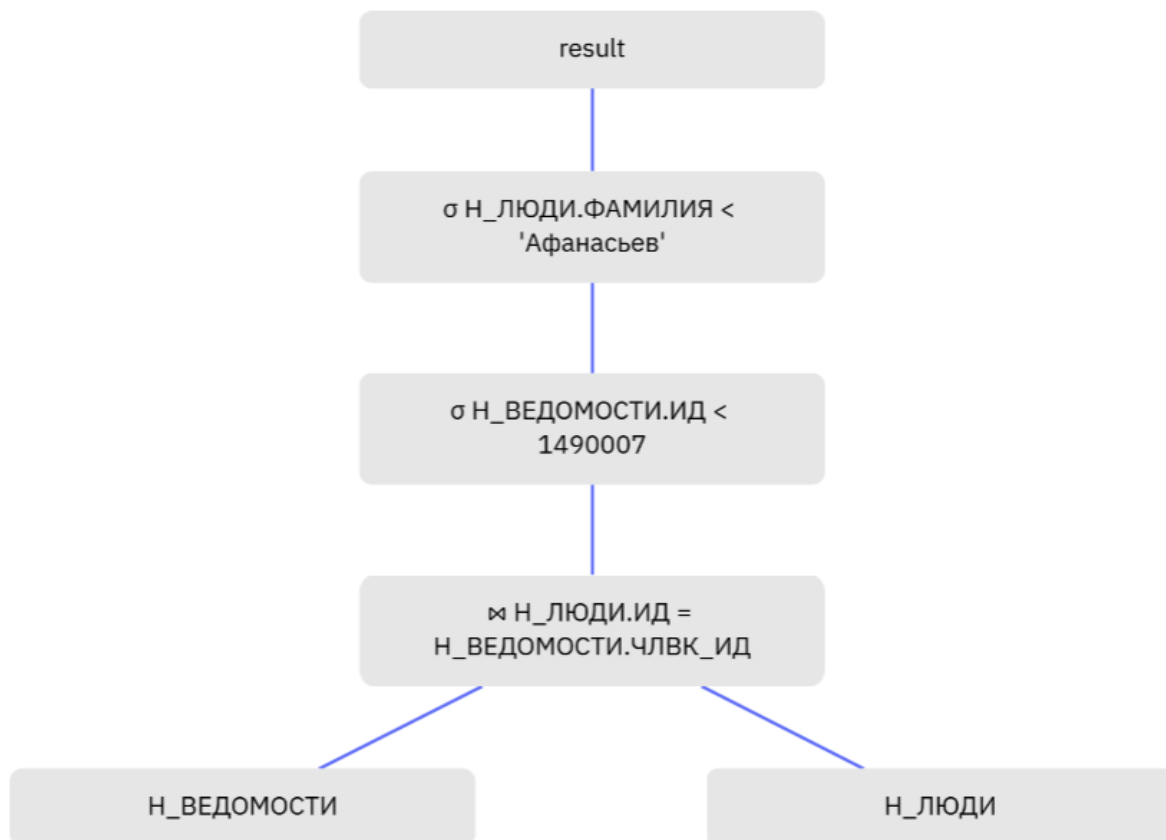 result
σ Н_ЛЮДИ.ФАМИЛИЯ <
'Афанасьев'
σ Н_ВЕДОМОСТИ.ИД <
1490007
⋈ Н_ЛЮДИ.ИД =
Н_ВЕДОМОСТИ.ЧЛВК_ИД
Н_ВЕДОМОСТИ
Н_ЛЮДИ